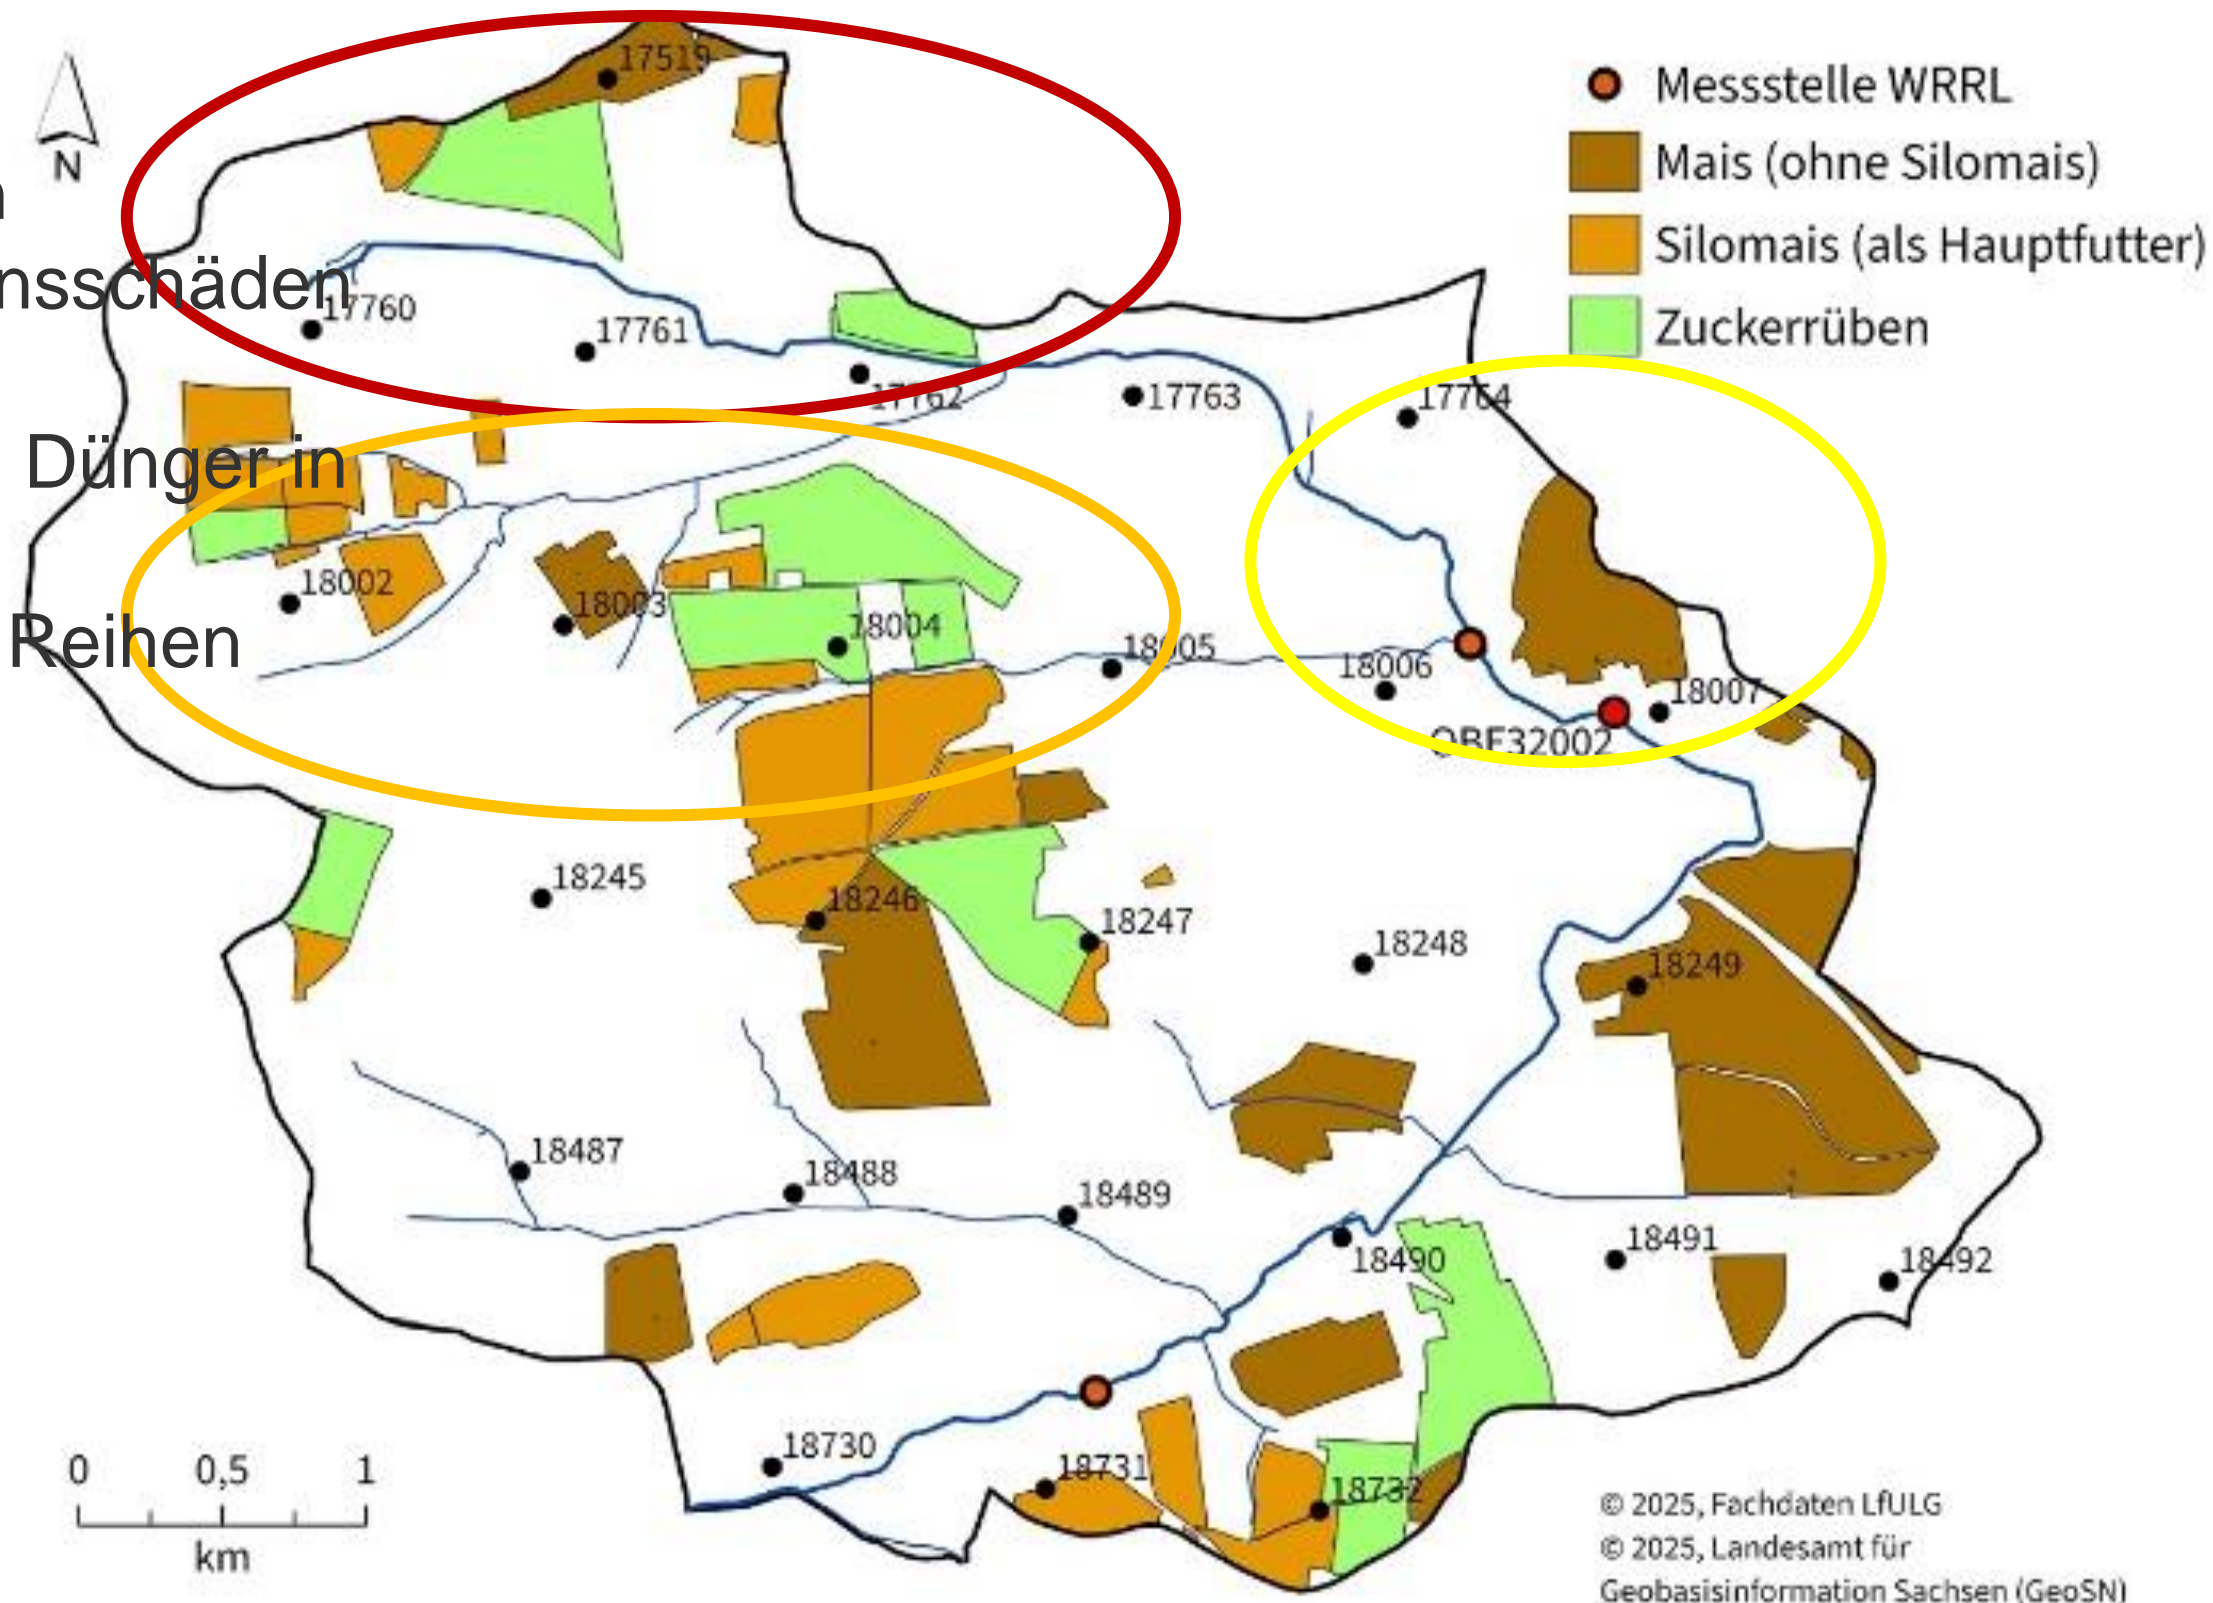 17519
Messstelle WRRL
Mais (ohne Silomais)
Silomais (als Hauptfutter)
Zuckerrüben
N
n
nsschäden
17760
17761
17762
17763
17764
Dünger in
18002
18003
18004
18005
18006
18007
Reihen
OBF32002
18245
18246
18247
18248
18249
18487
18488
18489
18490
18491
18492
18730
18731
18732
0 0,5 1
km
© 2025, Fachdaten LfULG
© 2025, Landesamt für
Geobasisinformation Sachsen (GeoSN)